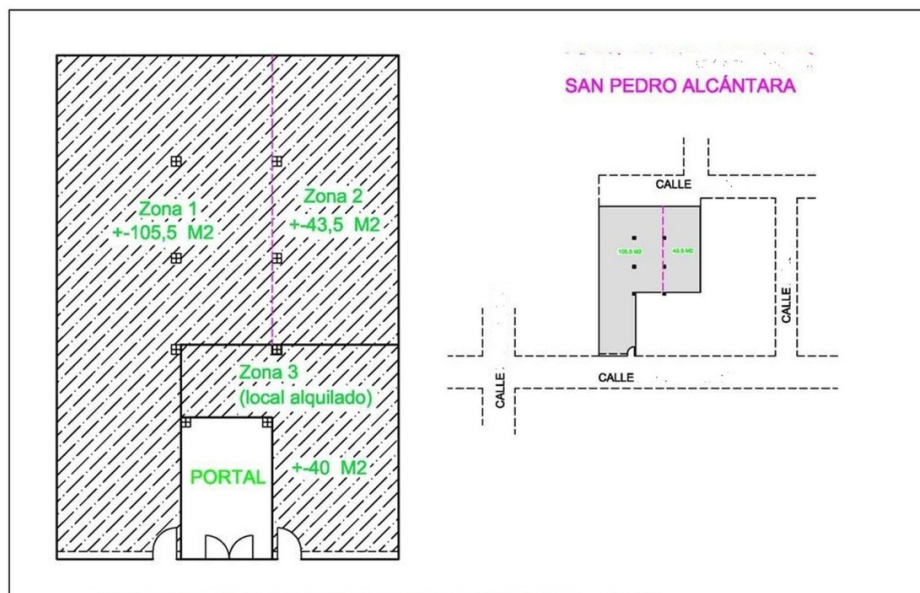 SAN PEDRO ALCÁNTARA
Zona 1
+-105,5 M2
Zona 2
+-43,5 M2
Zona 3
(local alquilado)
+-40 M2
PORTAL
CALLE
CALLE
CALLE
CALLE